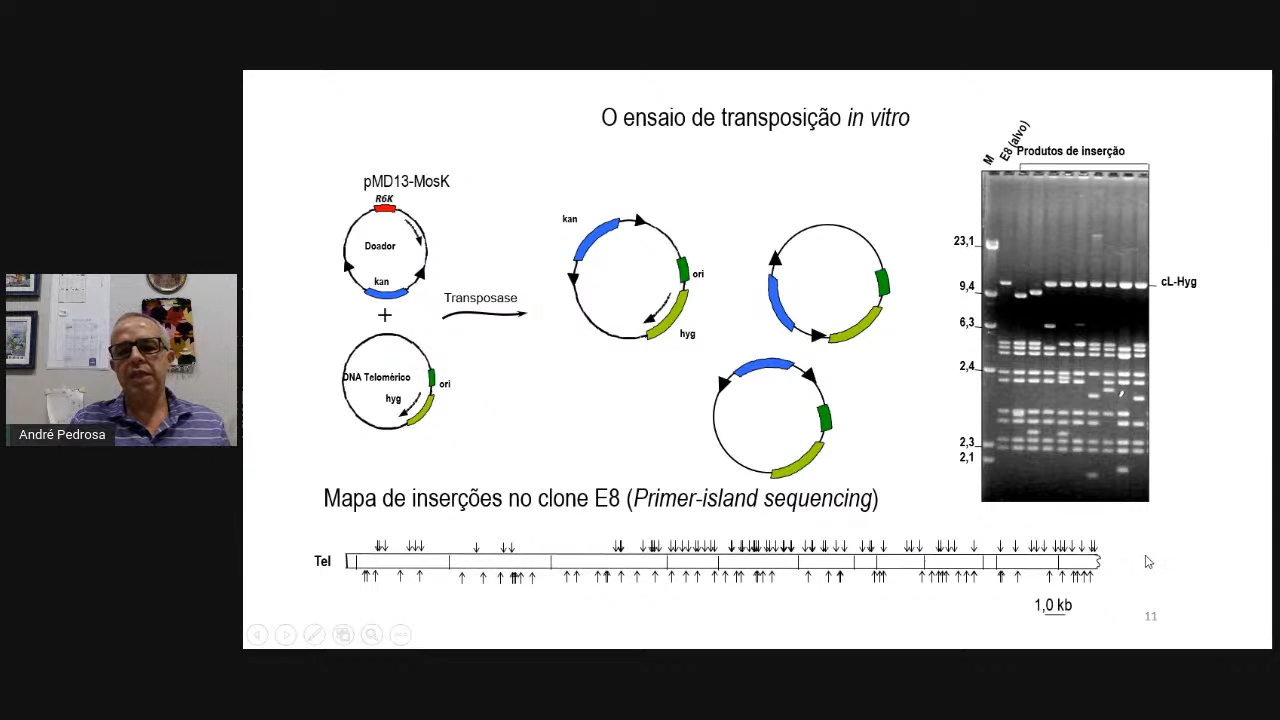 O ensaio de transposição in vitro
pMD13-MosK
R6K
Doador
kan
+
DNA Telomérico
ori
hyg
Transposase
kan
ori
hyg
M
E8 (alvo)
Produtos de inserção
23,1
9,4
6,3
2,4
2,3
2,1
cL-Hyg
André Pedrosa
Mapa de inserções no clone E8 (Primer-island sequencing)
Tel
1,0 kb
11